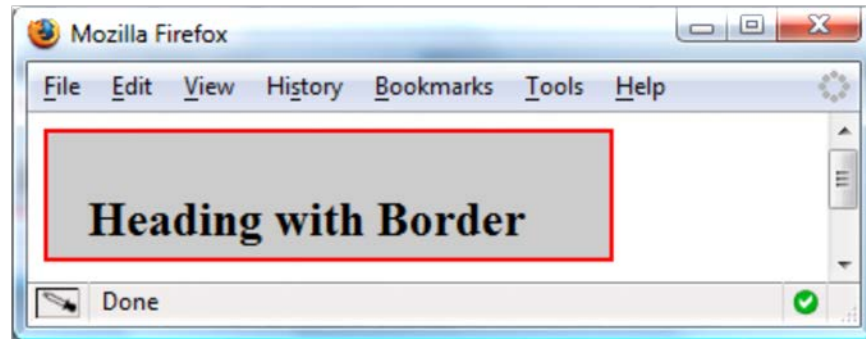 Mozilla Firefox
File Edit View History Bookmarks Tools Help
Heading with Border
Done